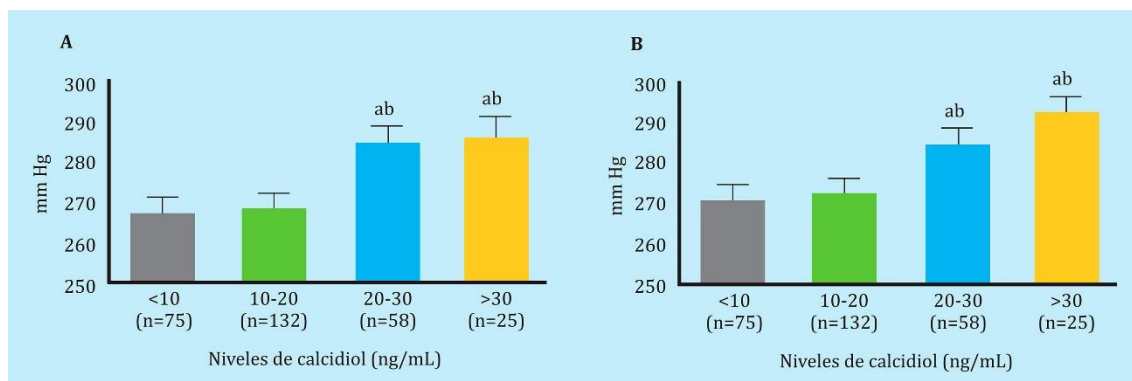 A
mm Hg
300
290
280
270
260
250
ab
ab
<10
10-20
20-30
>30
(n=75)
(n=132)
(n=58)
(n=25)
Niveles de calcidiol (ng/mL)
B
mm Hg
300
290
280
270
260
250
ab
ab
<10
10-20
20-30
>30
(n=75)
(n=132)
(n=58)
(n=25)
Niveles de calcidiol (ng/mL)